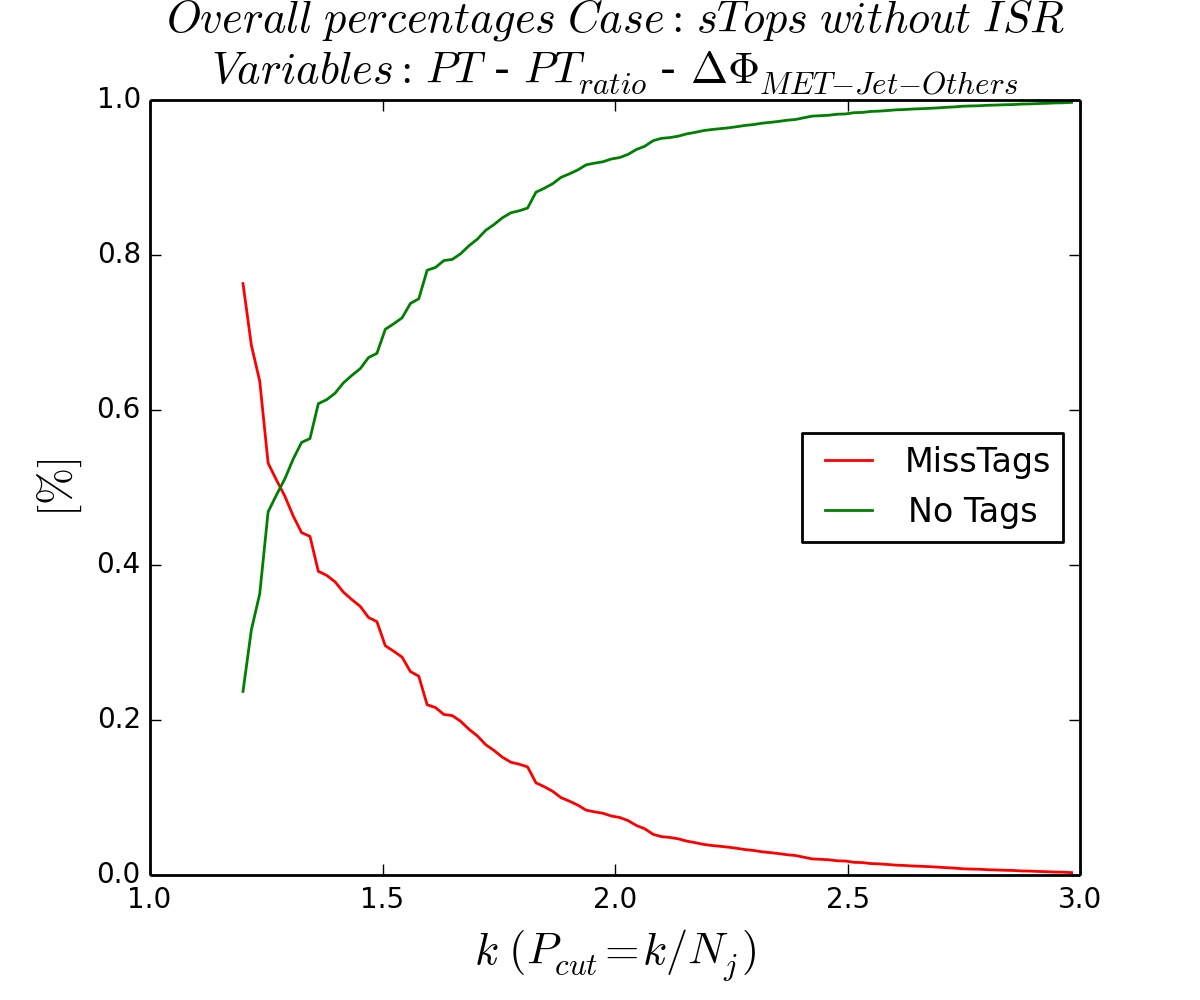 Overall percentages Case : sTops without ISR
Variables : PT - PT_ratio - ΔΦ_MET−Jet−Others
1.0
0.8
0.6
[%]
MissTags
No Tags
0.4
0.2
0.0
1.0 1.5 2.0 2.5 3.0
k (P_cut = k/N_j)